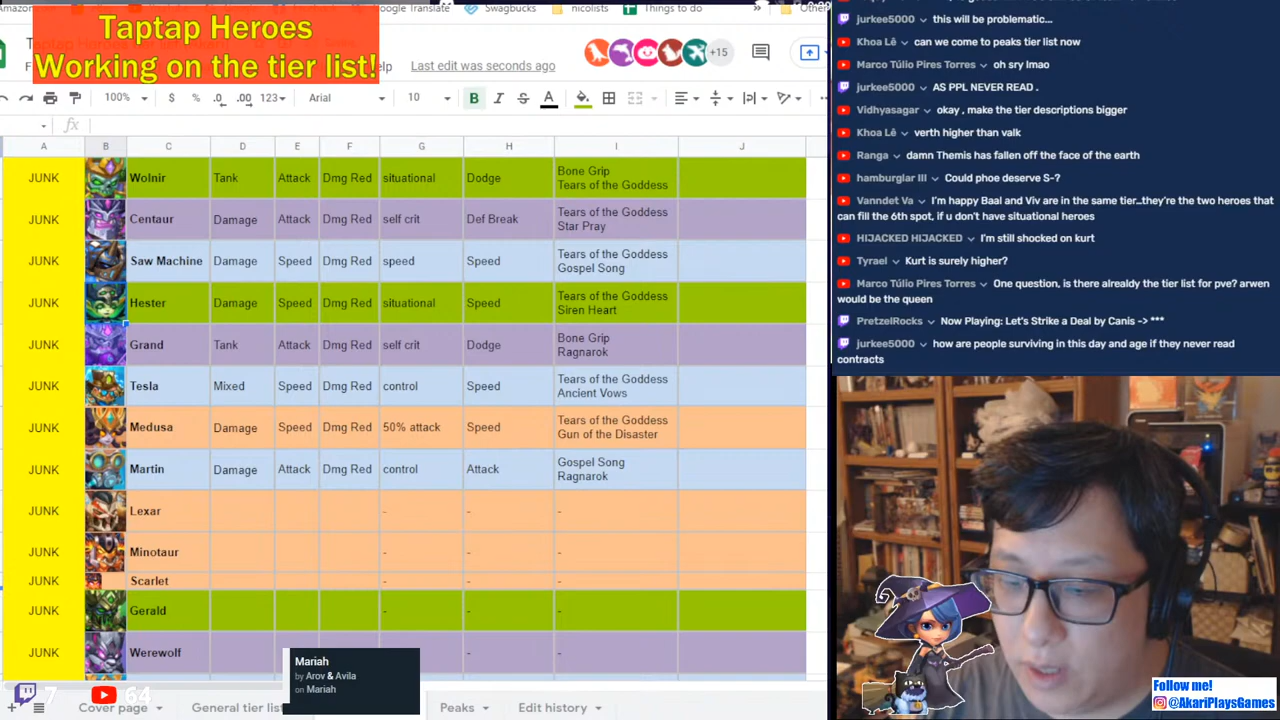 Google Translate
Swagbucks
nicolists
Things to do
Taptap Heroes
Working on the tier list!
lp
Last edit was seconds ago
+15
100%
$
%
.0
.00
123
Arial
10
B
I
S
A
fx
A B C D E F G H I J
JUNK Wolnir Tank Attack Dmg Red situational Dodge Bone Grip
Tears of the Goddess
JUNK Centaur Damage Attack Dmg Red self crit Def Break Tears of the Goddess
Star Pray
JUNK Saw Machine Damage Speed Dmg Red speed Speed Tears of the Goddess
Gospel Song
JUNK Hester Damage Speed Dmg Red situational Speed Tears of the Goddess
Siren Heart
JUNK Grand Tank Attack Dmg Red self crit Dodge Bone Grip
Ragnarok
JUNK Tesla Mixed Speed Dmg Red control Speed Tears of the Goddess
Ancient Vows
JUNK Medusa Damage Speed Dmg Red 50% attack Speed Tears of the Goddess
Gun of the Disaster
JUNK Martin Damage Attack Dmg Red control Attack Gospel Song
Ragnarok
JUNK Lexar - - -
JUNK Minotaur - - -
JUNK Scarlet - - -
JUNK Gerald - - -
JUNK Werewolf - -
Mariah
by Arov & Avila
on Mariah
7
64
Cover page
General tier list
Peaks
Edit history
jurkee5000 this will be problematic...
Khoa Lê can we come to peaks tier list now
Marco Túlio Pires Torres oh sry lmao
jurkee5000 AS PPL NEVER READ .
Vidhyasagar okay , make the tier descriptions bigger
Khoa Lê verth higher than valk
Ranga damn Themis has fallen off the face of the earth
hamburglar III Could phoe deserve S-?
Vanndet Va I'm happy Baal and Viv are in the same tier…they're the two heroes that
can fill the 6th spot, if u don't have situational heroes
HIJACKED HIJACKED I'm still shocked on kurt
Tyrael Kurt is surely higher?
Marco Túlio Pires Torres One question, is there alrealdy the tier list for pve? arwen
would be the queen
PretzelRocks Now Playing: Let's Strike a Deal by Canis -> ***
jurkee5000 how are people surviving in this day and age if they never read
contracts
Follow me!
@AkariPlaysGames